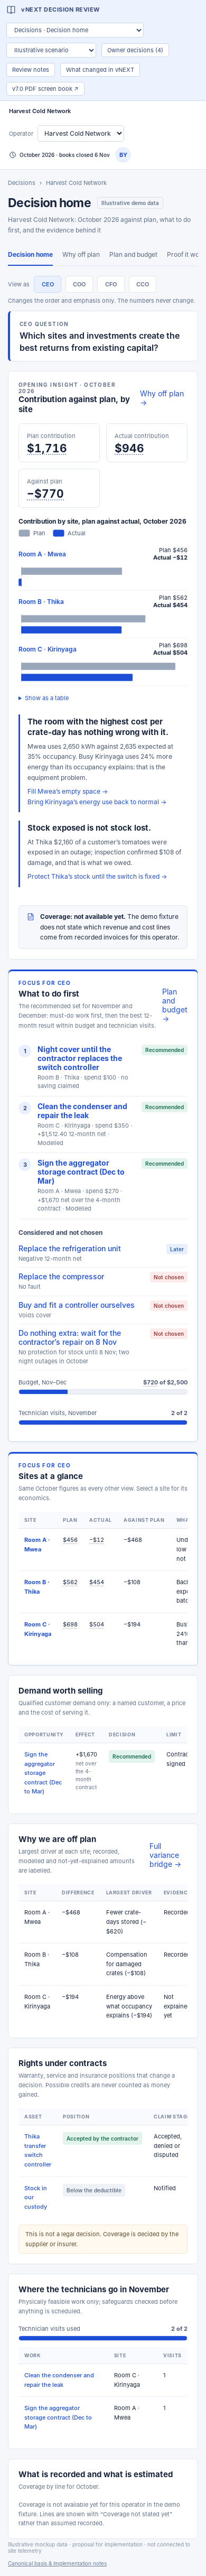 vNEXT DECISION REVIEW
Decisions · Decision home
Illustrative scenario
Owner decisions (4)
Review notes
What changed in vNEXT
v7.0 PDF screen book ↗
Harvest Cold Network
Operator
Harvest Cold Network
October 2026 · books closed 6 Nov
BY
Decisions › Harvest Cold Network
Decision home
Illustrative demo data
Harvest Cold Network: October 2026 against plan, what to do first, and the evidence behind it
Decision home
Why off plan
Plan and budget
Proof it wo
View as
CEO
COO
CFO
CCO
Changes the order and emphasis only. The numbers never change.
CEO QUESTION
Which sites and investments create the best returns from existing capital?
OPENING INSIGHT · OCTOBER 2026
Contribution against plan, by site
Why off plan →
Plan contribution
$1,716
Actual contribution
$946
Against plan
−$770
Contribution by site, plan against actual, October 2026
Plan
Actual
Room A · Mwea
Plan $456
Actual −$12
Room B · Thika
Plan $562
Actual $454
Room C · Kirinyaga
Plan $698
Actual $504
Show as a table
The room with the highest cost per crate-day has nothing wrong with it.
Mwea uses 2,650 kWh against 2,635 expected at 35% occupancy. Busy Kirinyaga uses 24% more energy than its occupancy explains: that is the equipment problem.
Fill Mwea's empty space →
Bring Kirinyaga's energy use back to normal →
Stock exposed is not stock lost.
At Thika $2,160 of a customer's tomatoes were exposed in an outage; inspection confirmed $108 of damage, and that is what we owed.
Protect Thika's stock until the switch is fixed →
Coverage: not available yet. The demo fixture does not state which revenue and cost lines come from recorded invoices for this operator.
FOCUS FOR CEO
What to do first
Plan and budget →
The recommended set for November and December: must-do work first, then the best 12-month result within budget and technician visits.
1
Night cover until the contractor replaces the switch controller
Recommended
Room B · Thika · spend $100 · no saving claimed
2
Clean the condenser and repair the leak
Recommended
Room C · Kirinyaga · spend $350 · +$1,512.40 12-month net · Modelled
3
Sign the aggregator storage contract (Dec to Mar)
Recommended
Room A · Mwea · spend $270 · +$1,670 net over the 4-month contract · Modelled
Considered and not chosen
Replace the refrigeration unit
Later
Negative 12-month net
Replace the compressor
Not chosen
No fault
Buy and fit a controller ourselves
Not chosen
Voids cover
Do nothing extra: wait for the contractor's repair on 8 Nov
Not chosen
No protection for stock until 8 Nov; two night outages in October
Budget, Nov–Dec
$720 of $2,500
Technician visits, November
2 of 2
FOCUS FOR CEO
Sites at a glance
Same October figures as every other view. Select a site for its economics.
SITE
PLAN
ACTUAL
AGAINST PLAN
Room A · Mwea
$456
−$12
−$468
Room B · Thika
$562
$454
−$108
Room C · Kirinyaga
$698
$504
−$194
Demand worth selling
Qualified customer demand only: a named customer, a price and the cost of serving it.
OPPORTUNITY
EFFECT
DECISION
LIMIT
Sign the aggregator storage contract (Dec to Mar)
+$1,670
net over the 4-month contract
Recommended
signed
Why we are off plan
Full variance bridge →
Largest driver at each site; recorded, modelled and not-yet-explained amounts are labelled.
SITE
DIFFERENCE
LARGEST DRIVER
Room A · Mwea
−$468
Fewer crate-days stored (−$620)
Room B · Thika
−$108
Compensation for damaged crates (−$108)
Room C · Kirinyaga
−$194
Energy above what occupancy explains (−$194)
Not explained yet
Rights under contracts
Warranty, service and insurance positions that change a decision. Possible credits are never counted as money gained.
ASSET
POSITION
Thika transfer switch controller
Accepted by the contractor
Accepted, denied or disputed
Stock in our custody
Below the deductible
Notified
This is not a legal decision. Coverage is decided by the supplier or insurer.
Where the technicians go in November
Physically feasible work only; safeguards checked before anything is scheduled.
Technician visits used
2 of 2
WORK
SITE
VISITS
Clean the condenser and repair the leak
Room C · Kirinyaga
1
Sign the aggregator storage contract (Dec to Mar)
Room A · Mwea
1
What is recorded and what is estimated
Coverage by line for October.
Coverage is not available yet for this operator in the demo fixture. Lines are shown with "Coverage not stated yet" rather than assumed recorded.
Illustrative mockup data · proposal for implementation · not connected to site telemetry
Canonical basis & implementation notes